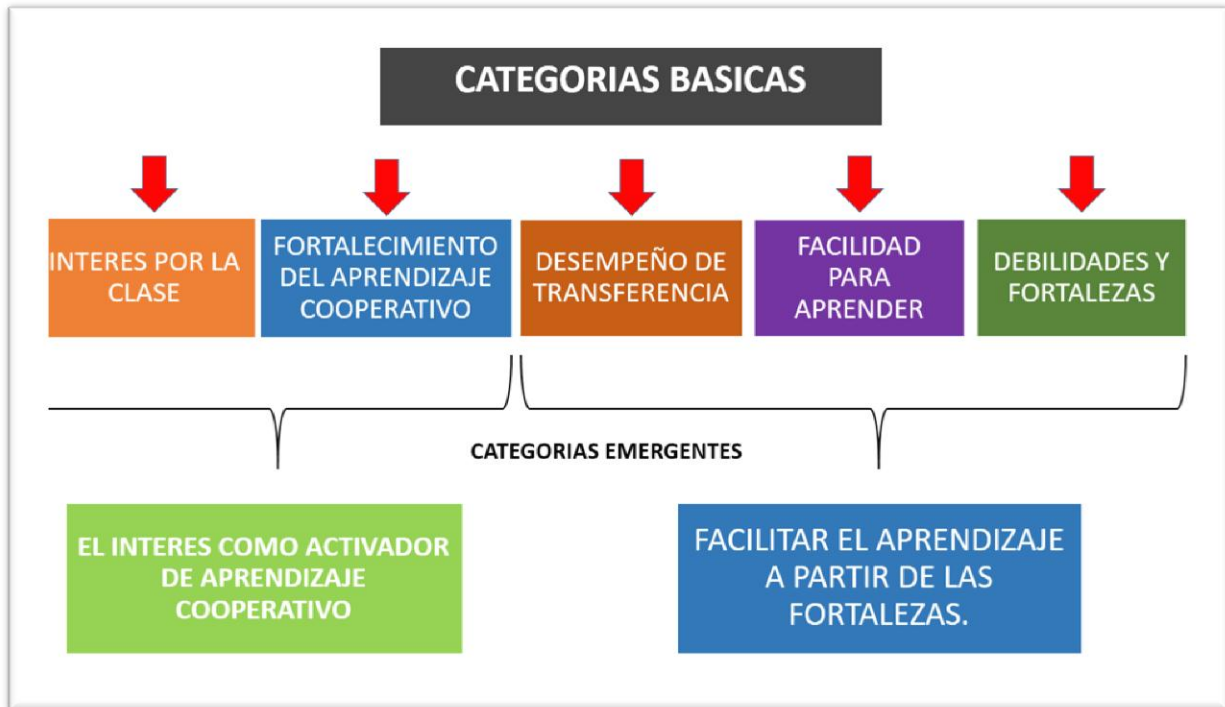 CATEGORIAS BASICAS
INTERES POR LA
CLASE
FORTALECIMIENTO
DEL APRENDIZAJE
COOPERATIVO
DESEMPEÑO DE
TRANSFERENCIA
FACILIDAD
PARA
APRENDER
DEBILIDADES Y
FORTALEZAS
CATEGORIAS EMERGENTES
EL INTERES COMO ACTIVADOR
DE APRENDIZAJE
COOPERATIVO
FACILITAR EL APRENDIZAJE
A PARTIR DE LAS
FORTALEZAS.